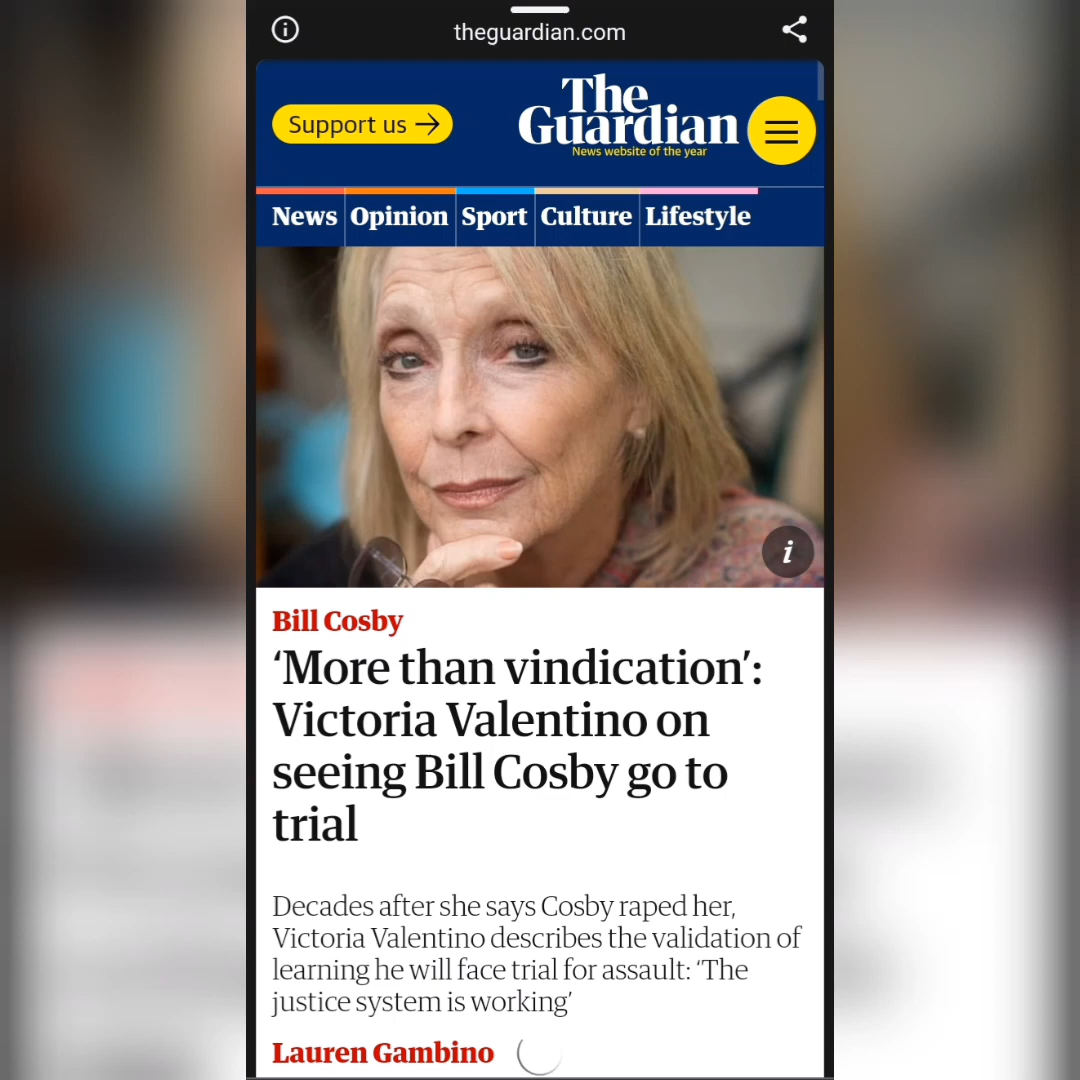 theguardian.com
Support us
The
Guardian
News website of the year
News Opinion Sport Culture Lifestyle
i
Bill Cosby
‘More than vindication’:
Victoria Valentino on
seeing Bill Cosby go to
trial
Decades after she says Cosby raped her,
Victoria Valentino describes the validation of
learning he will face trial for assault: ‘The
justice system is working’
Lauren Gambino